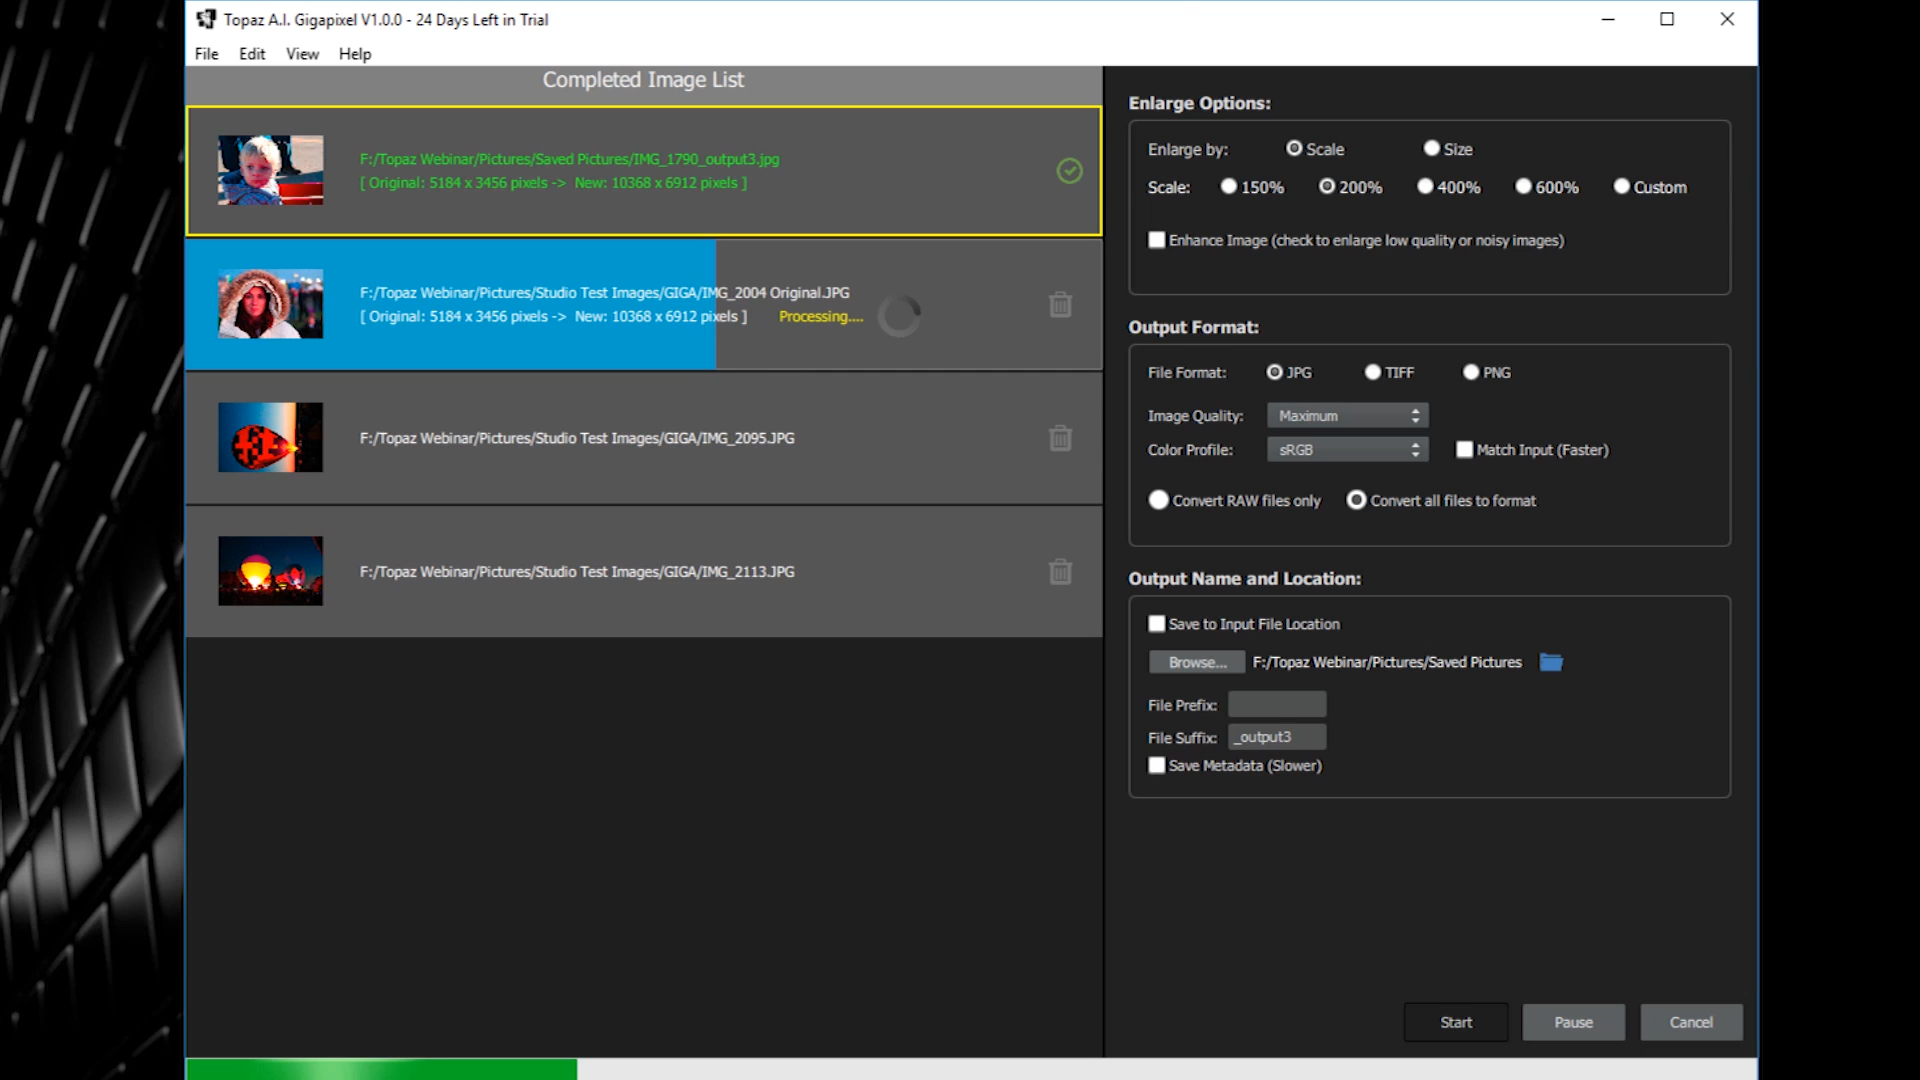 Topaz A.I. Gigapixel V1.0.0 - 24 Days Left in Trial
File Edit View Help
Completed Image List
F:/Topaz Webinar/Pictures/Saved Pictures/IMG_1790_output3.jpg
[ Original: 5184 x 3456 pixels -> New: 10368 x 6912 pixels ]
F:/Topaz Webinar/Pictures/Studio Test Images/GIGA/IMG_2004 Original.JPG
[ Original: 5184 x 3456 pixels -> New: 10368 x 6912 pixels ] Processing....
F:/Topaz Webinar/Pictures/Studio Test Images/GIGA/IMG_2095.JPG
F:/Topaz Webinar/Pictures/Studio Test Images/GIGA/IMG_2113.JPG
Enlarge Options:
Enlarge by: Scale Size
Scale: 150% 200% 400% 600% Custom
Enhance Image (check to enlarge low quality or noisy images)
Output Format:
File Format: JPG TIFF PNG
Image Quality: Maximum
Color Profile: sRGB Match Input (Faster)
Convert RAW files only Convert all files to format
Output Name and Location:
Save to Input File Location
Browse... F:/Topaz Webinar/Pictures/Saved Pictures
File Prefix:
File Suffix: _output3
Save Metadata (Slower)
Start Pause Cancel